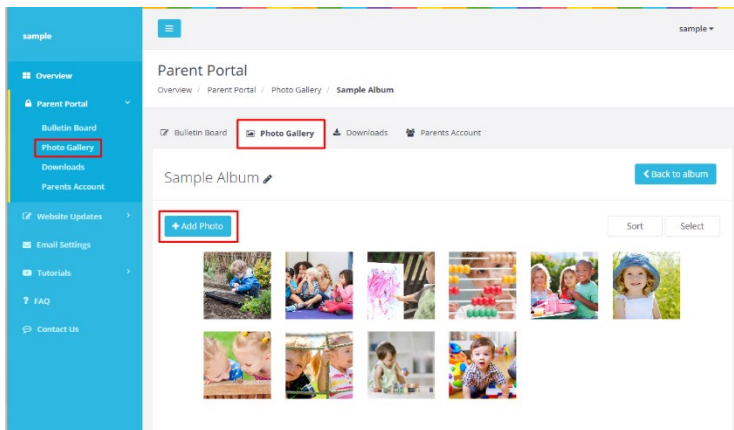 sample
sample
Overview
Parent Portal
Bulletin Board
Photo Gallery
Downloads
Parents Account
Website Updates
Email Settings
Tutorials
FAQ
Contact Us
Parent Portal
Overview / Parent Portal / Photo Gallery / Sample Album
Bulletin Board Photo Gallery Downloads Parents Account
Sample Album
Back to album
+ Add Photo
Sort Select